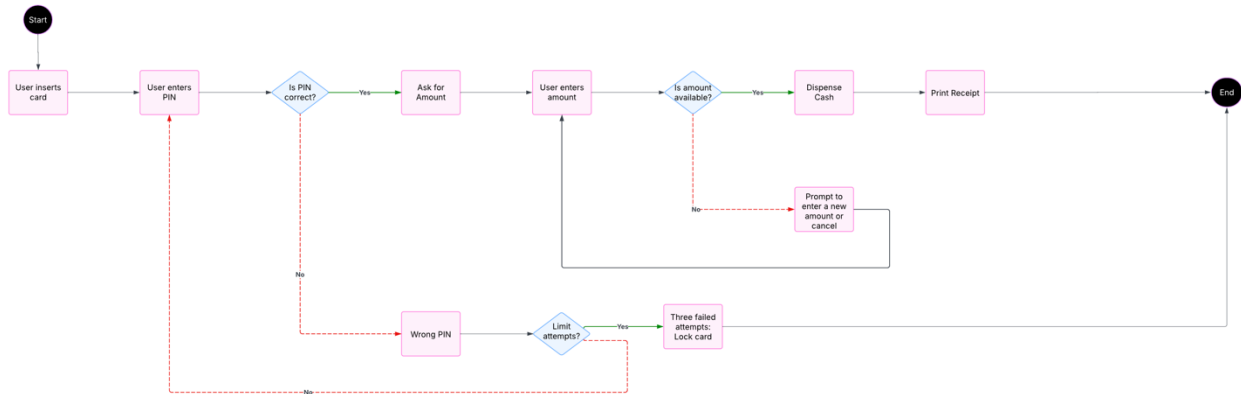 Start
User inserts
card
User enters
PIN
Is PIN
correct?
Yes
Ask for
Amount
User enters
amount
Is amount
available?
Yes
Dispense
Cash
Print Receipt
End
No
Prompt to
enter a new
amount or
cancel
No
Wrong PIN
Limit
attempts?
Yes
Three failed
attempts:
Lock card
No